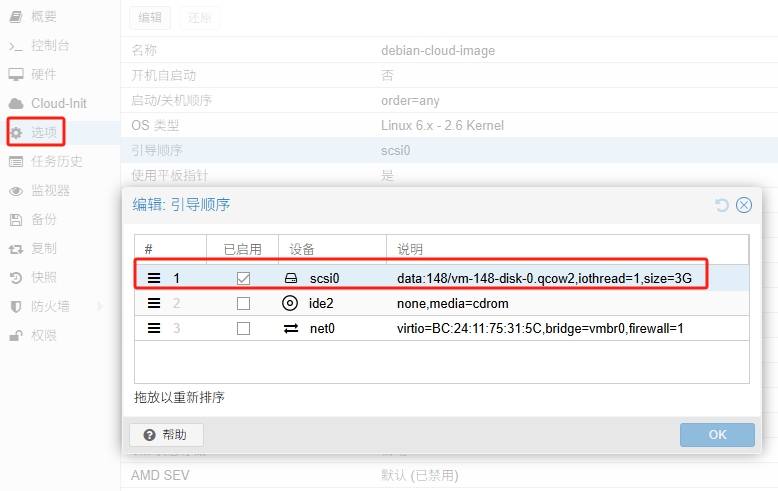 概要
控制台
硬件
Cloud-Init
选项
任务历史
监视器
备份
复制
快照
防火墙
权限
编辑 还原
名称 debian-cloud-image
开机自启动 否
启动/关机顺序 order=any
OS 类型 Linux 6.x - 2.6 Kernel
引导顺序 scsi0
使用平板指针 是
编辑: 引导顺序
# 已启用 设备 说明
1 scsi0 data:148/vm-148-disk-0.qcow2,iothread=1,size=3G
2 ide2 none,media=cdrom
3 net0 virtio=BC:24:11:75:31:5C,bridge=vmbr0,firewall=1
拖放以重新排序
帮助 OK
AMD SEV 默认 (已禁用)